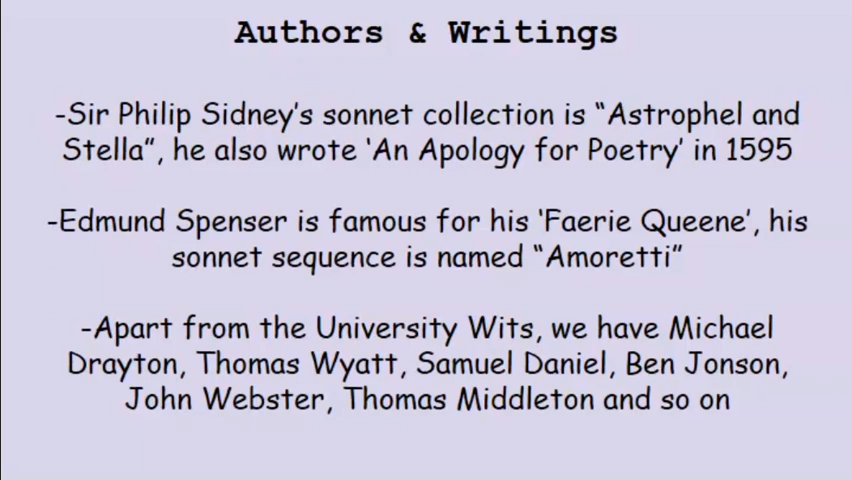 Authors & Writings
-Sir Philip Sidney's sonnet collection is “Astrophel and
Stella”, he also wrote ‘An Apology for Poetry’ in 1595
-Edmund Spenser is famous for his ‘Faerie Queene’, his
sonnet sequence is named “Amoretti”
-Apart from the University Wits, we have Michael
Drayton, Thomas Wyatt, Samuel Daniel, Ben Jonson,
John Webster, Thomas Middleton and so on